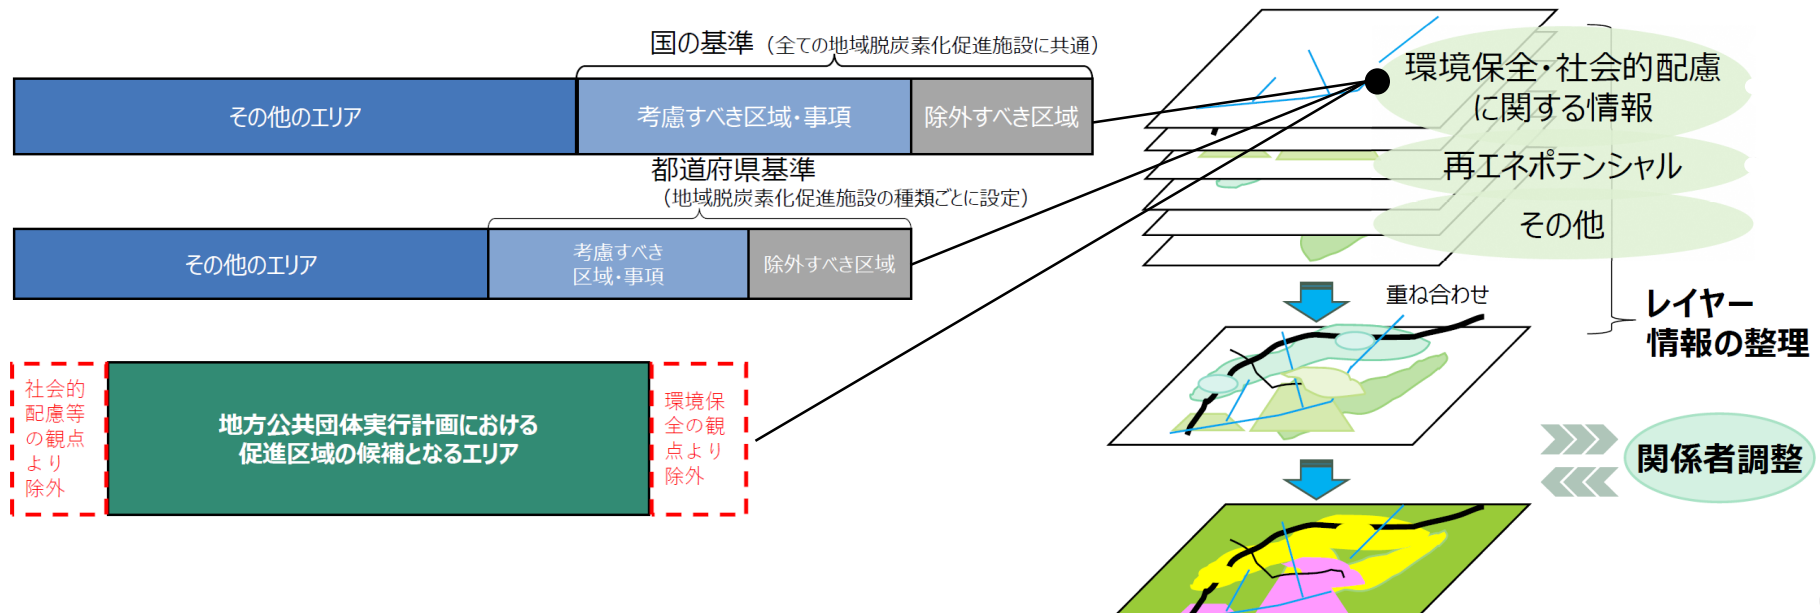 国の基準（全ての地域脱炭素化促進施設に共通）
その他のエリア
考慮すべき区域・事項
除外すべき区域
都道府県基準
（地域脱炭素化促進施設の種類ごとに設定）
その他のエリア
考慮すべき
区域・事項
除外すべき区域
社会的
配慮等
の観点
より
除外
地方公共団体実行計画における
促進区域の候補となるエリア
環境保
全の観
点より
除外
環境保全・社会的配慮
に関する情報
再エネポテンシャル
その他
重ね合わせ
レイヤー
情報の整理
関係者調整